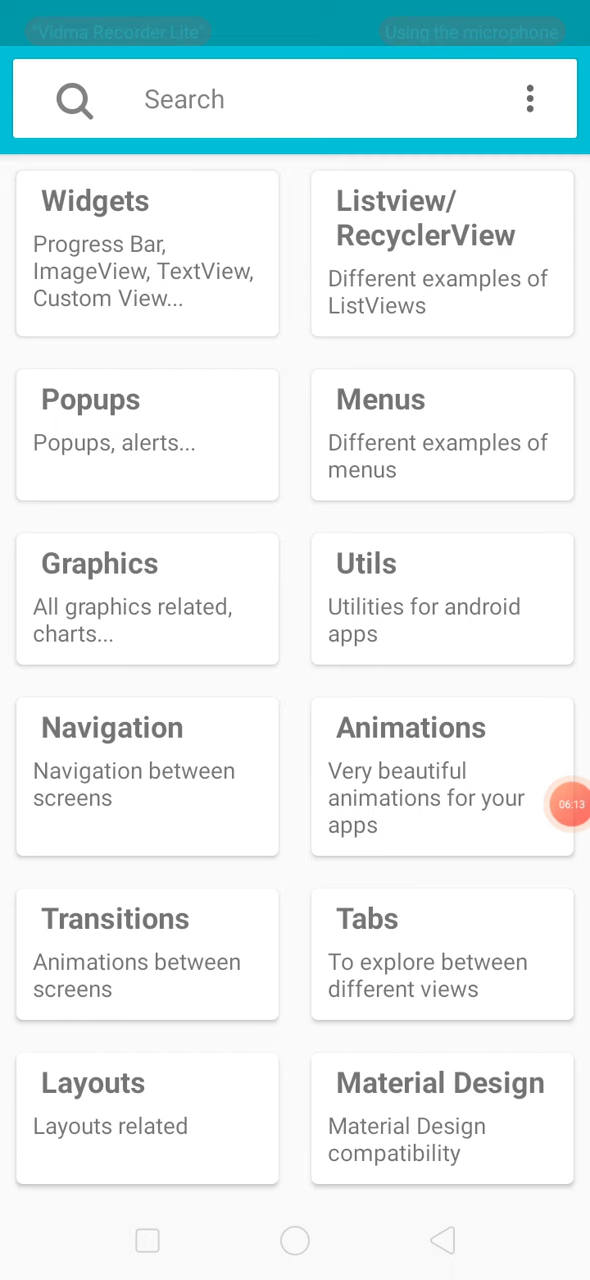 "Vidma Recorder Lite" Using the microphone
Search
Widgets
Progress Bar,
ImageView, TextView,
Custom View...
Listview/
RecyclerView
Different examples of
ListViews
Popups
Popups, alerts...
Menus
Different examples of
menus
Graphics
All graphics related,
charts...
Utils
Utilities for android
apps
Navigation
Navigation between
screens
Animations
Very beautiful
animations for your
apps
06:13
Transitions
Animations between
screens
Tabs
To explore between
different views
Layouts
Layouts related
Material Design
Material Design
compatibility